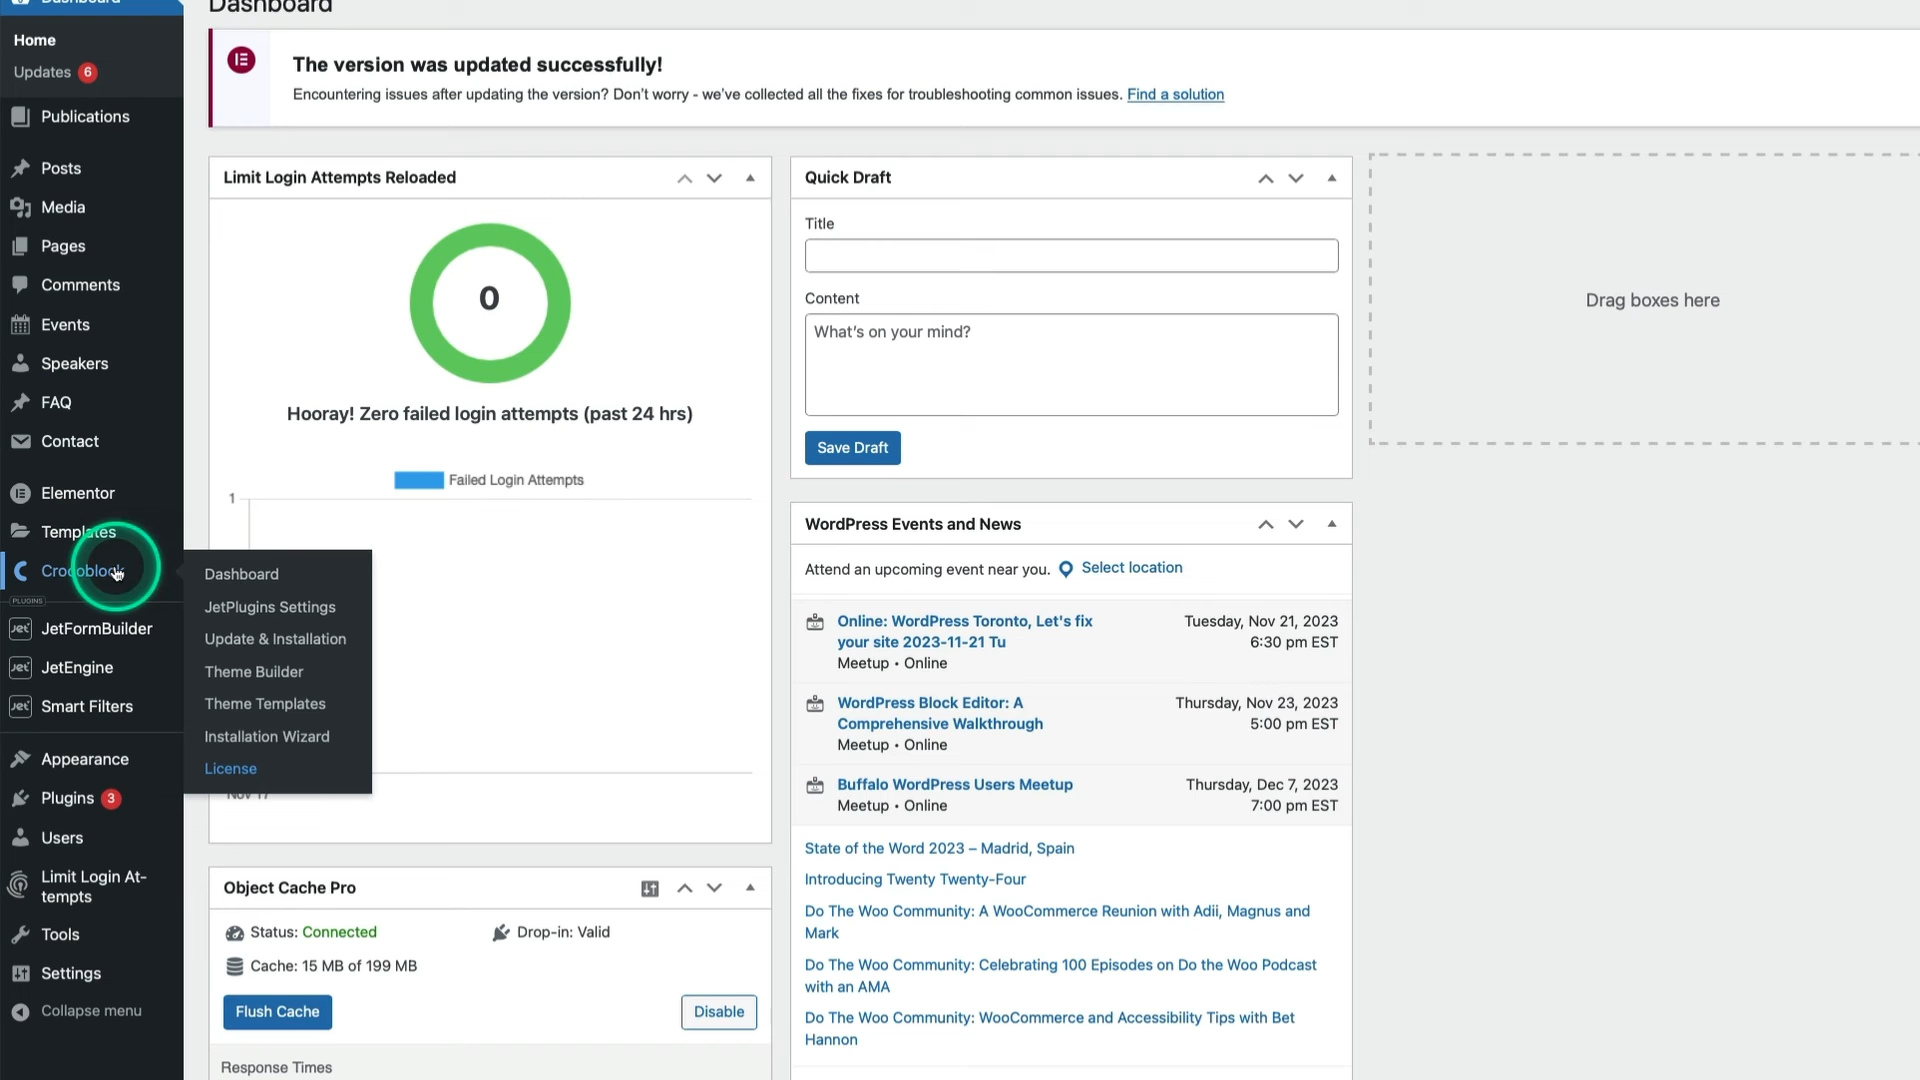 Dashboard
Dashboard
Home
Updates 6
Publications
Posts
Media
Pages
Comments
Events
Speakers
FAQ
Contact
Elementor
Templates
Crocoblock
PLUGINS
JetFormBuilder
JetEngine
Smart Filters
Appearance
Plugins 3
Users
Limit Login At-
tempts
Tools
Settings
Collapse menu
Dashboard
JetPlugins Settings
Update & Installation
Theme Builder
Theme Templates
Installation Wizard
License
The version was updated successfully!
Encountering issues after updating the version? Don't worry - we've collected all the fixes for troubleshooting common issues. Find a solution
Limit Login Attempts Reloaded
0
Hooray! Zero failed login attempts (past 24 hrs)
Failed Login Attempts
1
Nov 17
Object Cache Pro
Status: Connected
Drop-in: Valid
Cache: 15 MB of 199 MB
Flush Cache
Disable
Response Times
Quick Draft
Title
Content
What's on your mind?
Save Draft
WordPress Events and News
Attend an upcoming event near you. Select location
Online: WordPress Toronto, Let's fix
your site 2023-11-21 Tu
Meetup • Online
Tuesday, Nov 21, 2023
6:30 pm EST
WordPress Block Editor: A
Comprehensive Walkthrough
Meetup • Online
Thursday, Nov 23, 2023
5:00 pm EST
Buffalo WordPress Users Meetup
Meetup • Online
Thursday, Dec 7, 2023
7:00 pm EST
State of the Word 2023 – Madrid, Spain
Introducing Twenty Twenty-Four
Do The Woo Community: A WooCommerce Reunion with Adii, Magnus and
Mark
Do The Woo Community: Celebrating 100 Episodes on Do the Woo Podcast
with an AMA
Do The Woo Community: WooCommerce and Accessibility Tips with Bet
Hannon
Drag boxes here